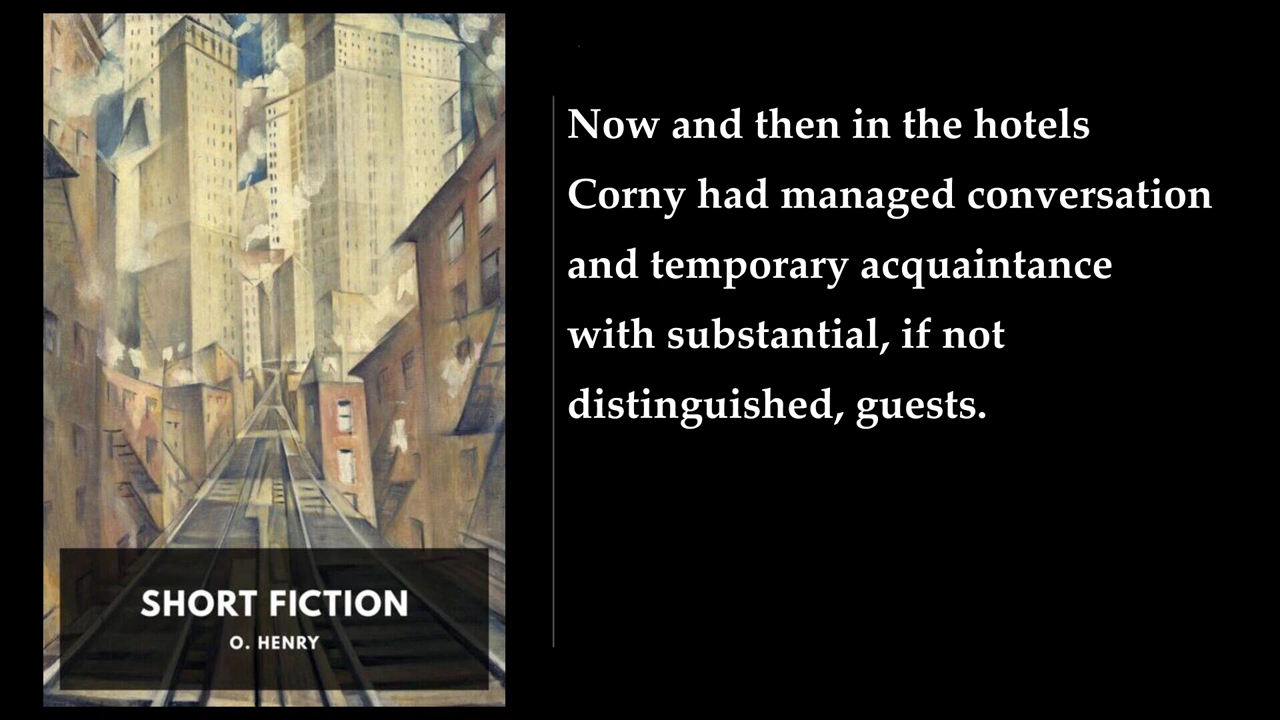 SHORT FICTION
O. HENRY
Now and then in the hotels
Corny had managed conversation
and temporary acquaintance
with substantial, if not
distinguished, guests.